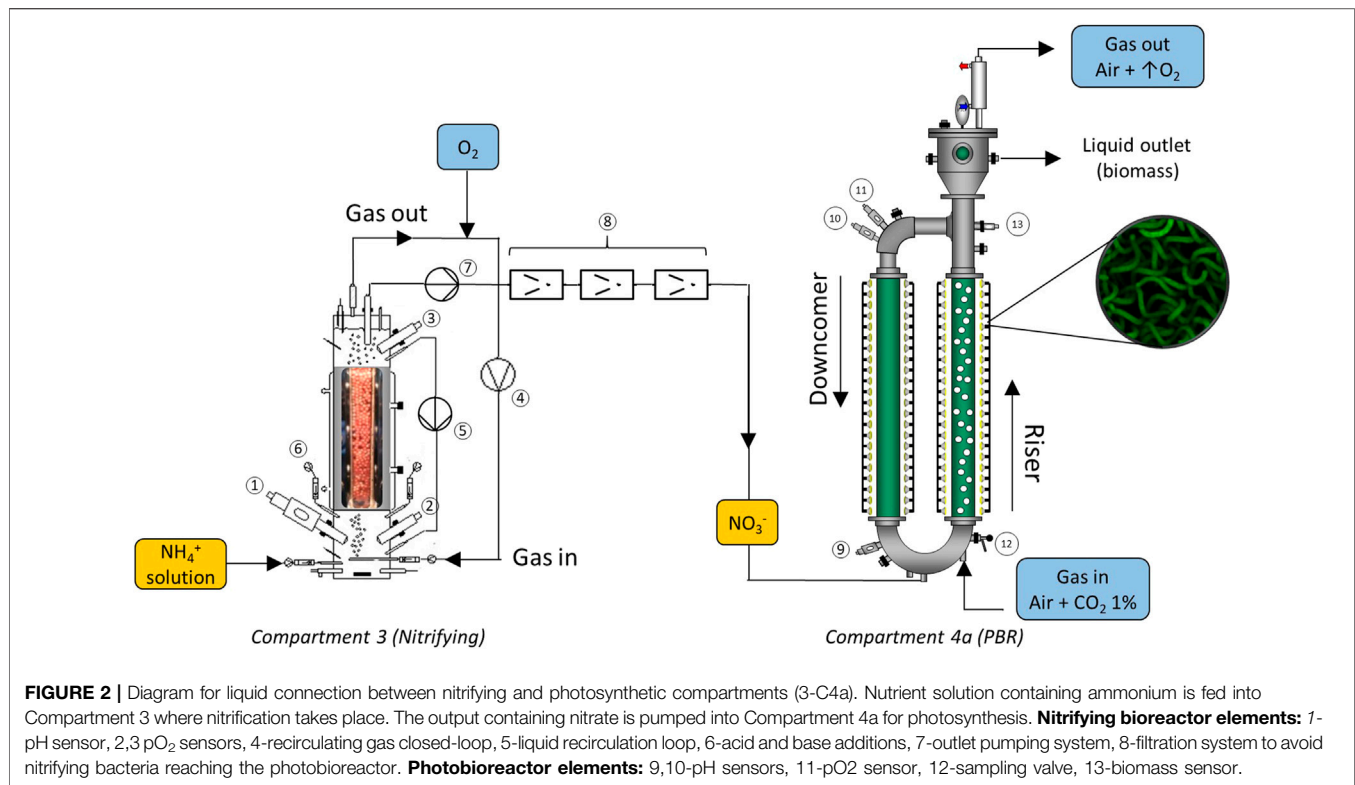 Gas out
Air + ↑O₂
O₂
Liquid outlet
(biomass)
Gas out
⑪
⑩
⑬
⑧
⑦
③
Downcomer
④
⑤
Riser
⑥
①
②
NO₃⁻
⑨
⑫
NH₄⁺
solution
Gas in
Gas in
Air + CO₂ 1%
Compartment 3 (Nitrifying)
Compartment 4a (PBR)
FIGURE 2 | Diagram for liquid connection between nitrifying and photosynthetic compartments (3-C4a). Nutrient solution containing ammonium is fed into
Compartment 3 where nitrification takes place. The output containing nitrate is pumped into Compartment 4a for photosynthesis. Nitrifying bioreactor elements: 1-
pH sensor, 2,3 pO₂ sensors, 4-recirculating gas closed-loop, 5-liquid recirculation loop, 6-acid and base additions, 7-outlet pumping system, 8-filtration system to avoid
nitrifying bacteria reaching the photobioreactor. Photobioreactor elements: 9,10-pH sensors, 11-pO2 sensor, 12-sampling valve, 13-biomass sensor.